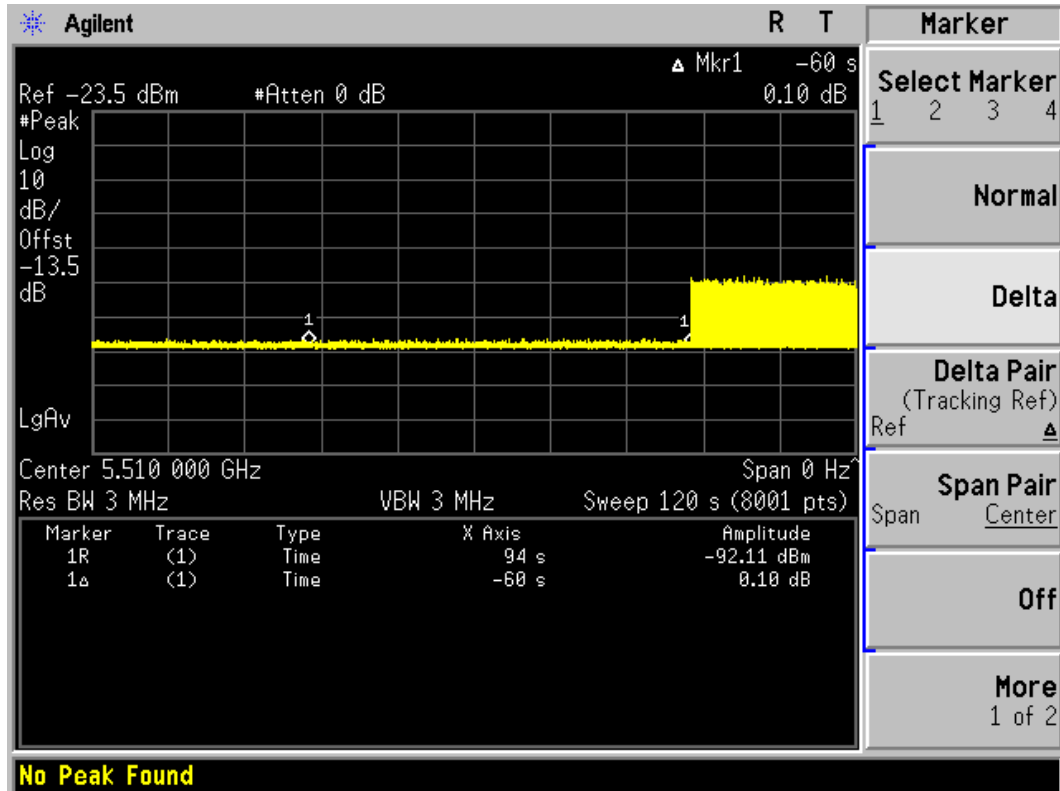 Agilent R T
Δ Mkr1 -60 s
Ref -23.5 dBm #Atten 0 dB 0.10 dB
#Peak
Log
10
dB/
Offst
-13.5
dB
1 1
LgAv
Center 5.510 000 GHz Span 0 Hz^
Res BW 3 MHz VBW 3 MHz Sweep 120 s (8001 pts)
Marker Trace Type X Axis Amplitude
1R (1) Time 94 s -92.11 dBm
1Δ (1) Time -60 s 0.10 dB
No Peak Found
Marker
Select Marker
1 2 3 4
Normal
Delta
Delta Pair
(Tracking Ref)
Ref Δ
Span Pair
Span Center
Off
More
1 of 2